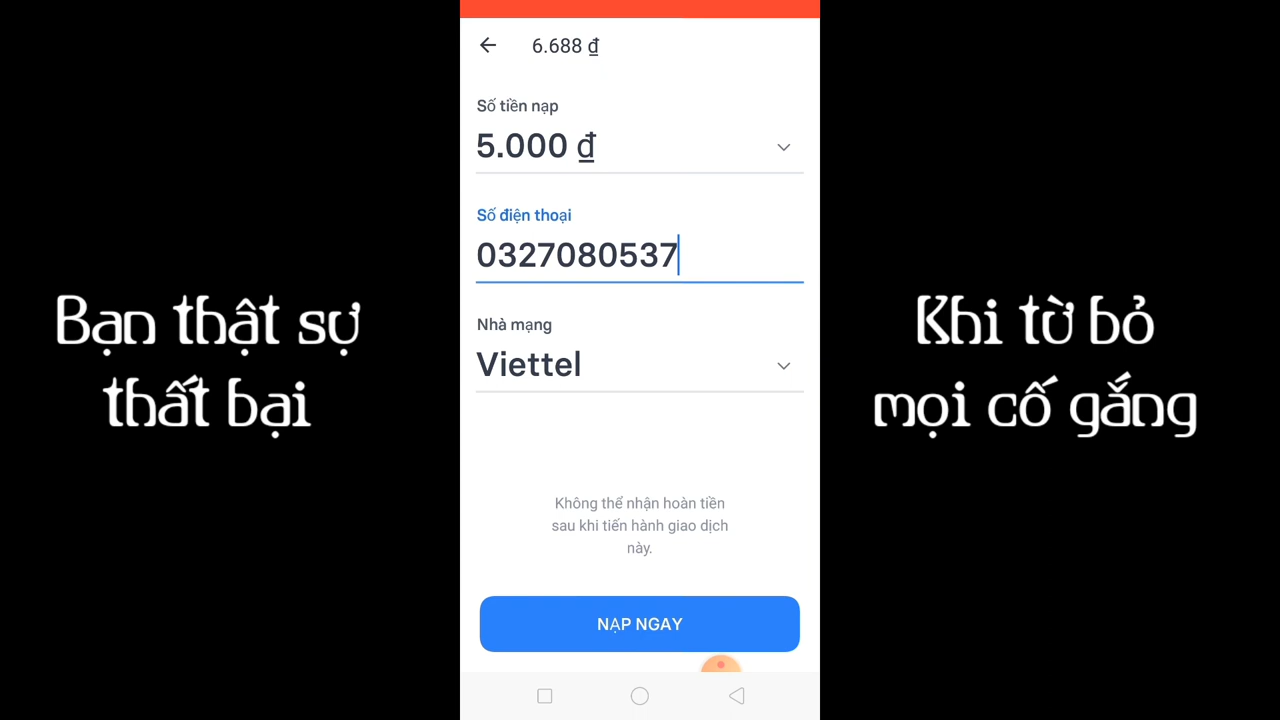 6.688 ₫
Số tiền nạp
5.000 ₫
Số điện thoại
0327080537
Nhà mạng
Viettel
Không thể nhận hoàn tiền
sau khi tiến hành giao dịch
này.
NẠP NGAY
Bạn thật sự
thất bại
Khi từ bỏ
mọi cố gắng